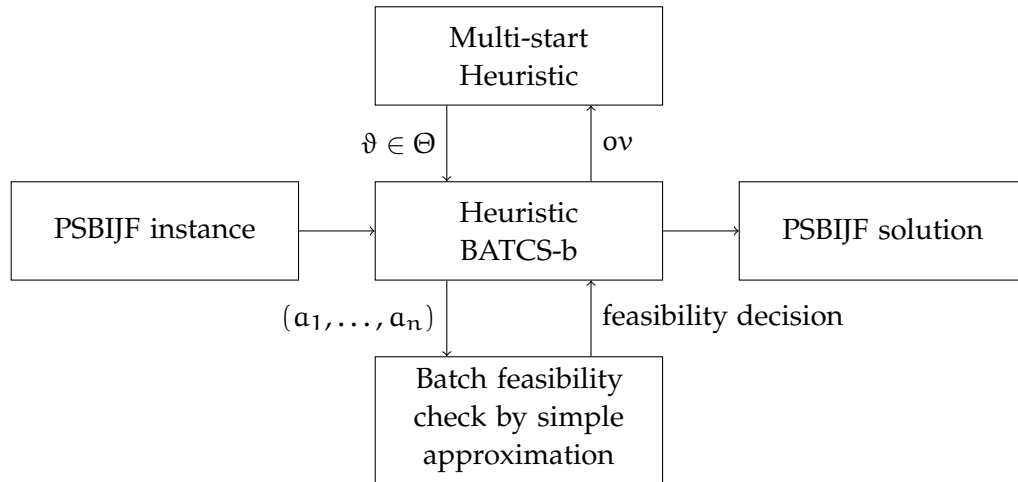 Multi-start
Heuristic
ϑ ∈ Θ
ov
PSBIJF instance
Heuristic
BATCS-b
PSBIJF solution
(a₁, . . . , aₙ)
feasibility decision
Batch feasibility
check by simple
approximation